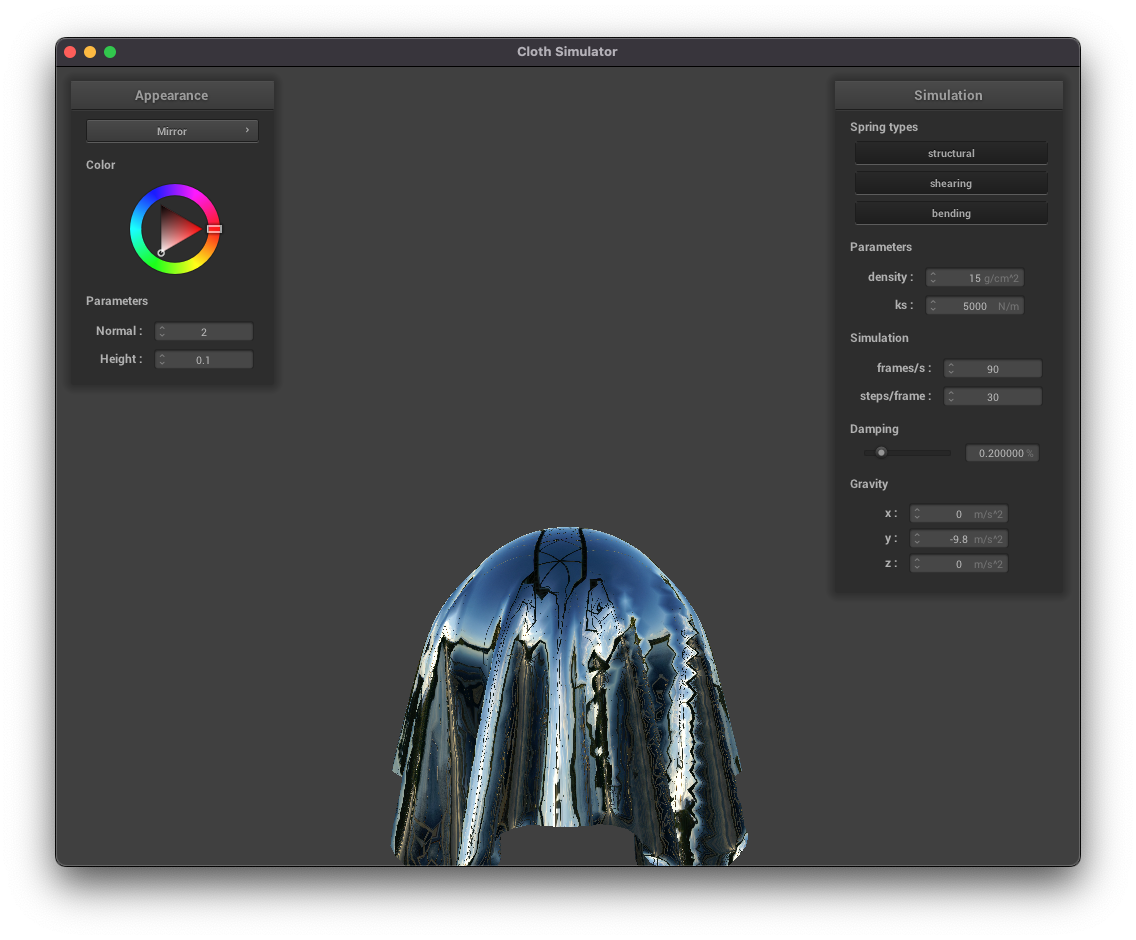 Cloth Simulator
Appearance
Mirror
Color
Parameters
Normal : 2
Height : 0.1
Simulation
Spring types
structural
shearing
bending
Parameters
density : 15 g/cm^2
ks : 5000 N/m
Simulation
frames/s : 90
steps/frame : 30
Damping
0.200000 %
Gravity
x : 0 m/s^2
y : -9.8 m/s^2
z : 0 m/s^2